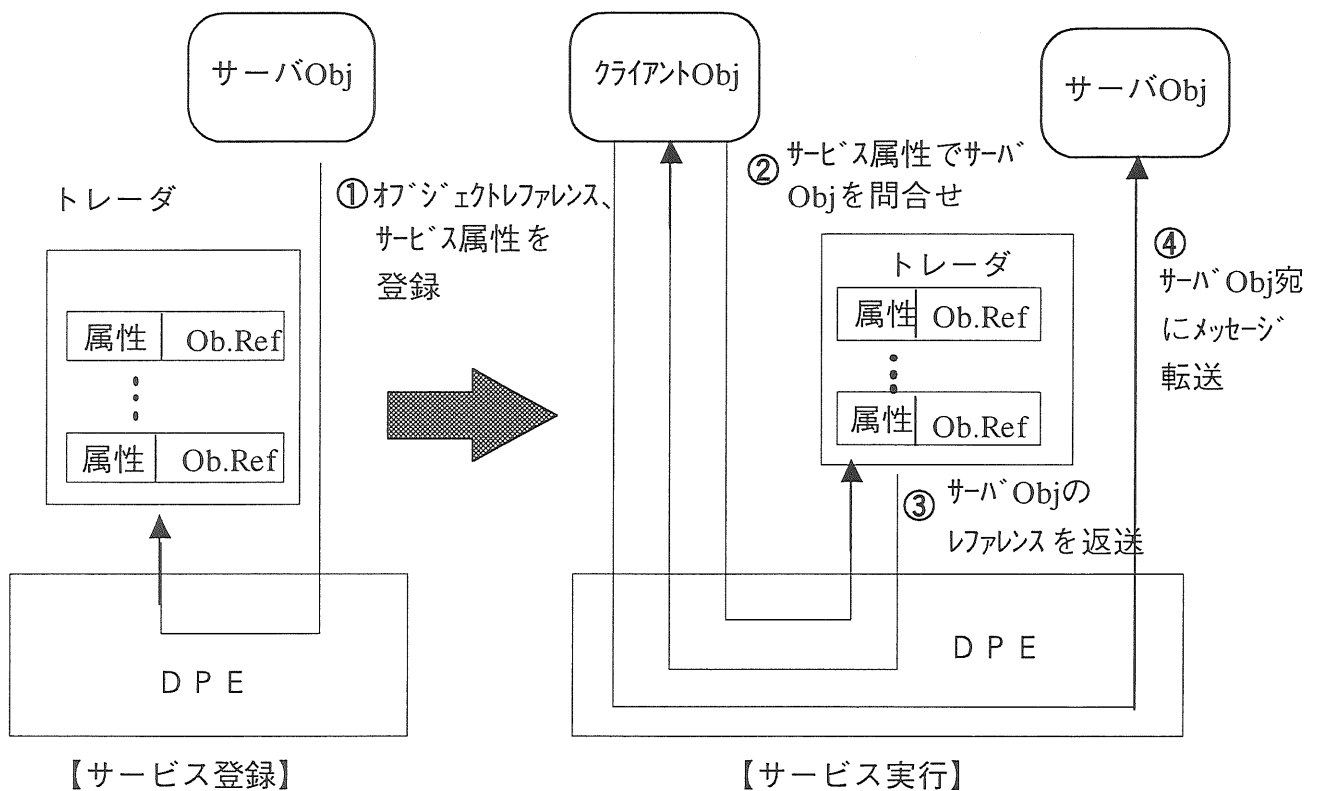 サーバObj
トレーダ
①オブジェクトレファレンス、
サービス属性を
登録
属性 Ob.Ref
属性 Ob.Ref
DPE
【サービス登録】
クライアントObj
サーバObj
②サービス属性でサーバ
Objを問合せ
トレーダ
属性 Ob.Ref
属性 Ob.Ref
③サーバObjの
レファレンスを返送
④
サーバObj宛
にメッセージ
転送
DPE
【サービス実行】